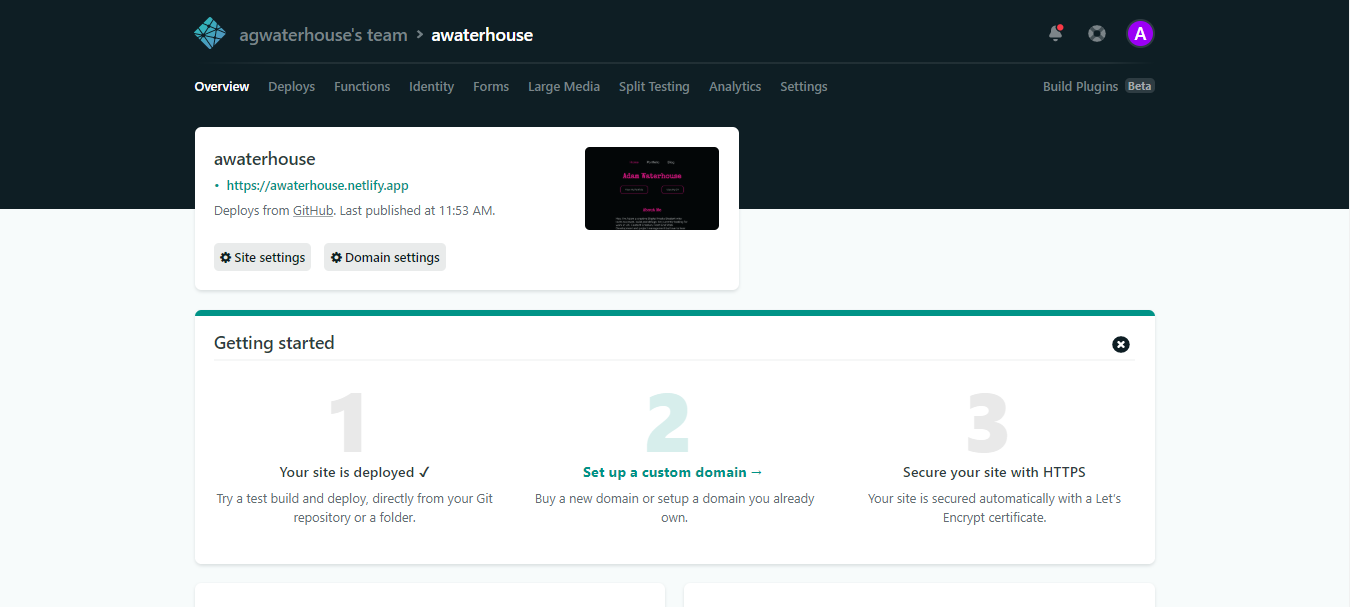 agwaterhouse's team > awaterhouse
A
Overview Deploys Functions Identity Forms Large Media Split Testing Analytics Settings Build Plugins Beta
awaterhouse
• https://awaterhouse.netlify.app
Deploys from GitHub. Last published at 11:53 AM.
Site settings Domain settings
Adam Waterhouse
About Me
Getting started
1 2 3
Your site is deployed ✓
Try a test build and deploy, directly from your Git
repository or a folder.
Set up a custom domain →
Buy a new domain or setup a domain you already
own.
Secure your site with HTTPS
Your site is secured automatically with a Let's
Encrypt certificate.